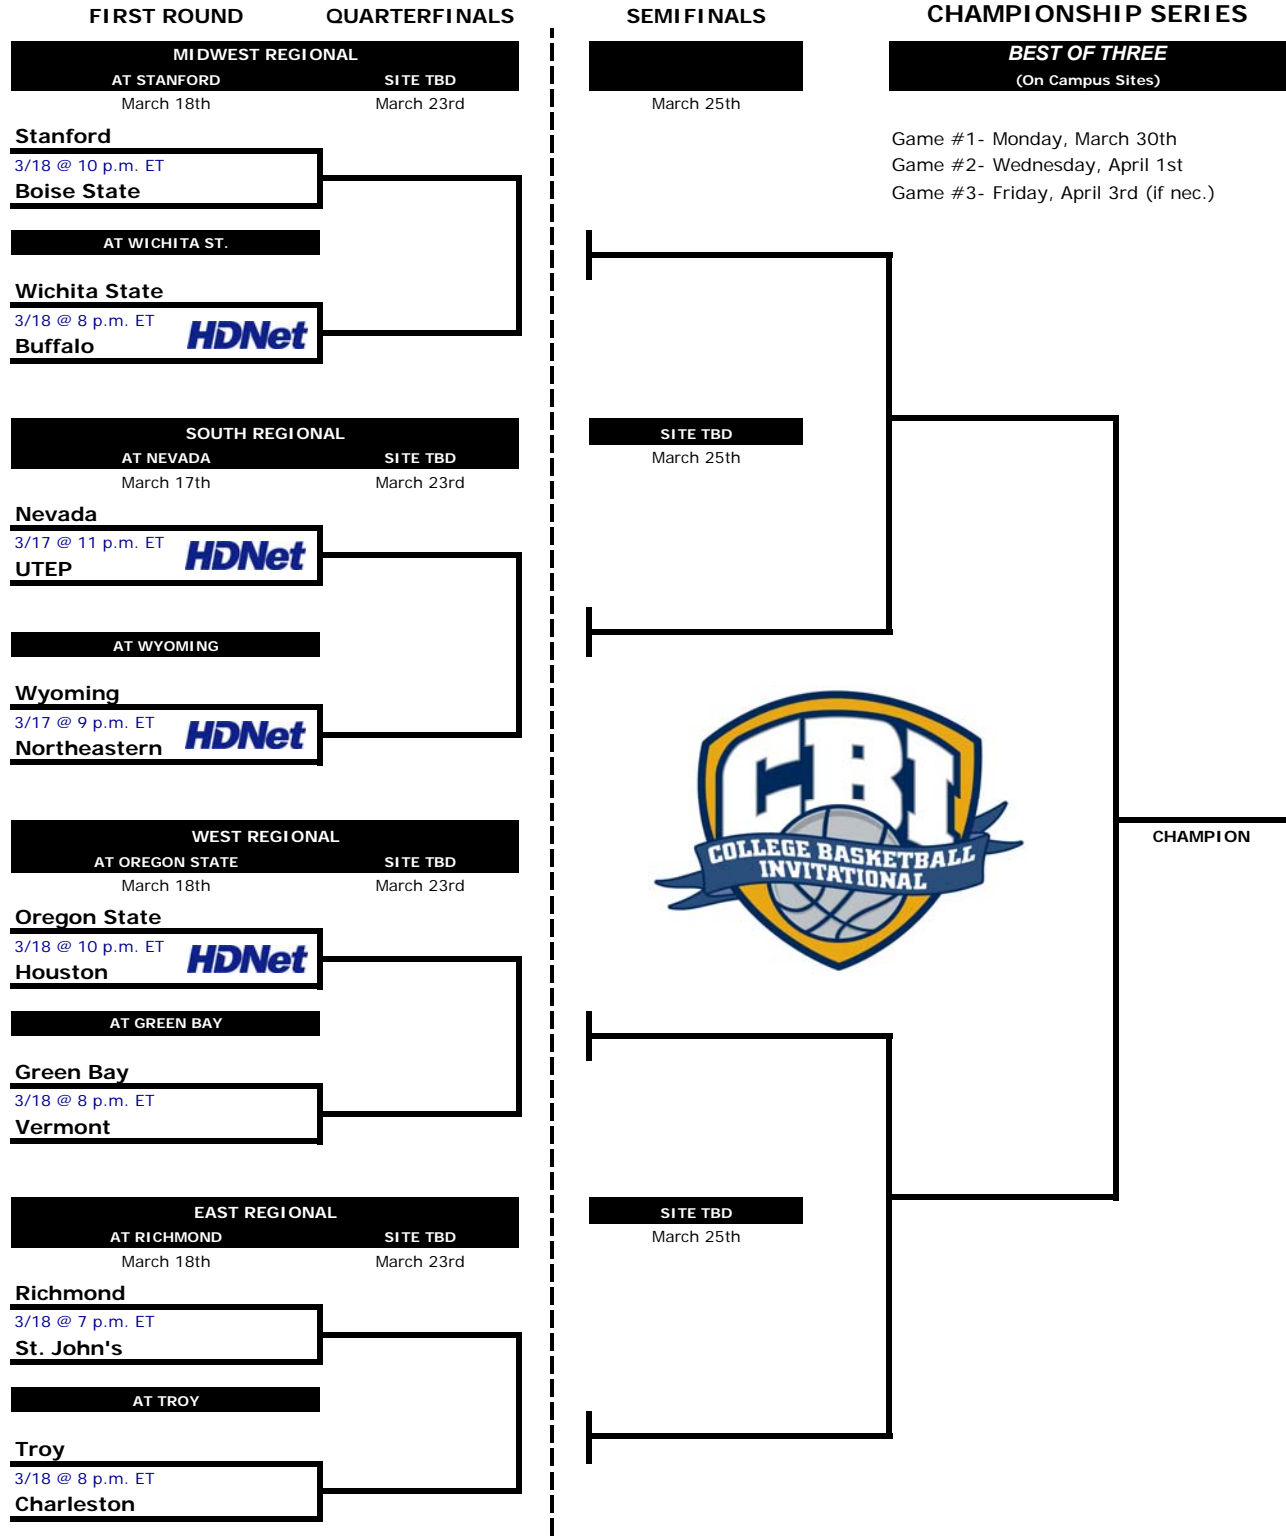 FIRST ROUND QUARTERFINALS SEMIFINALS CHAMPIONSHIP SERIES
MIDWEST REGIONAL
AT STANFORD SITE TBD
March 18th March 23rd
Stanford
3/18 @ 10 p.m. ET
Boise State
AT WICHITA ST.
Wichita State
3/18 @ 8 p.m. ET HDNet
Buffalo
SOUTH REGIONAL
AT NEVADA SITE TBD
March 17th March 23rd
Nevada
3/17 @ 11 p.m. ET HDNet
UTEP
AT WYOMING
Wyoming
3/17 @ 9 p.m. ET HDNet
Northeastern
WEST REGIONAL
AT OREGON STATE SITE TBD
March 18th March 23rd
Oregon State
3/18 @ 10 p.m. ET HDNet
Houston
AT GREEN BAY
Green Bay
3/18 @ 8 p.m. ET
Vermont
EAST REGIONAL
AT RICHMOND SITE TBD
March 18th March 23rd
Richmond
3/18 @ 7 p.m. ET
St. John's
AT TROY
Troy
3/18 @ 8 p.m. ET
Charleston
March 25th
SITE TBD
March 25th
CBI
COLLEGE BASKETBALL
INVITATIONAL
SITE TBD
March 25th
BEST OF THREE
(On Campus Sites)
Game #1- Monday, March 30th
Game #2- Wednesday, April 1st
Game #3- Friday, April 3rd (if nec.)
CHAMPION